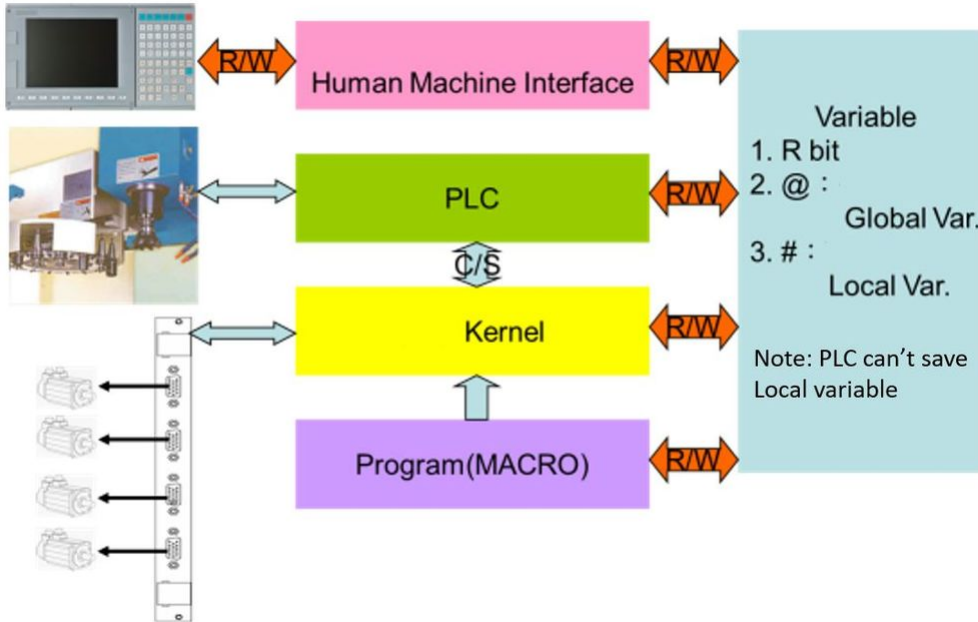 R/W
Human Machine Interface
R/W
Variable
1. R bit
2. @ :
Global Var.
3. # :
Local Var.
Note: PLC can't save
Local variable
PLC
R/W
C/S
Kernel
R/W
Program(MACRO)
R/W